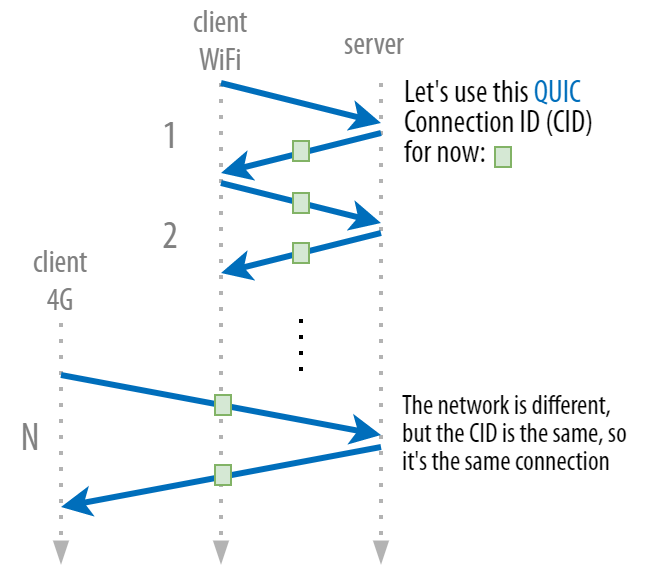 client
WiFi
server
Let's use this QUIC
Connection ID (CID)
for now:
1
2
client
4G
The network is different,
but the CID is the same, so
it's the same connection
N